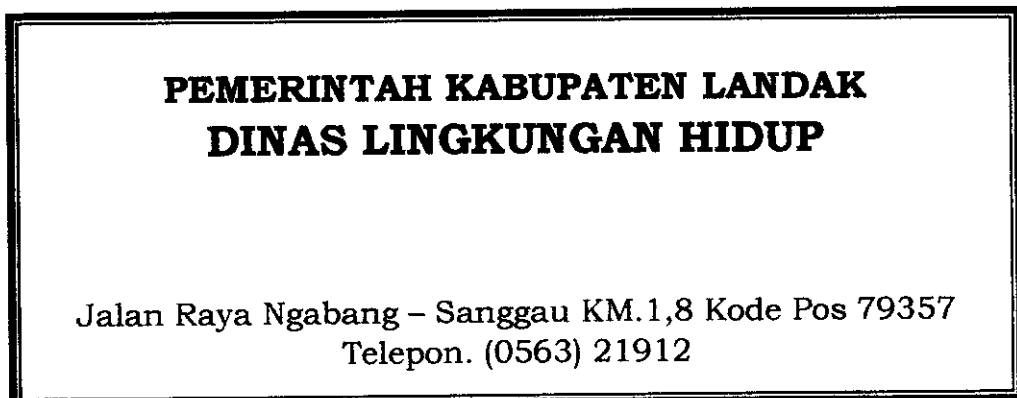 PEMERINTAH KABUPATEN LANDAK
DINAS LINGKUNGAN HIDUP
Jalan Raya Ngabang – Sanggau KM.1,8 Kode Pos 79357
Telepon. (0563) 21912